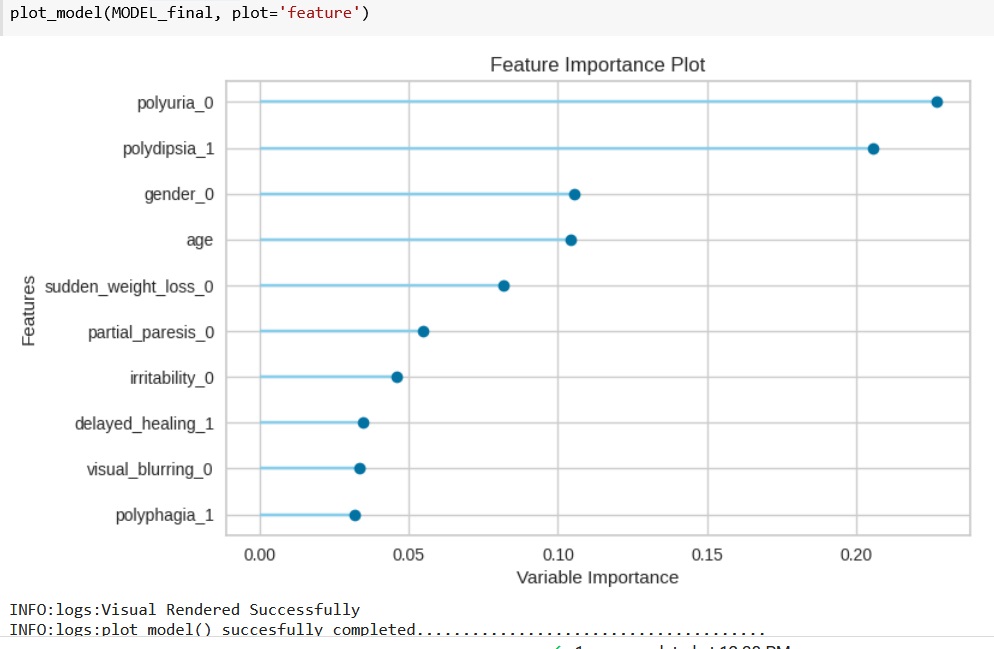 plot_model(MODEL_final, plot='feature')
Feature Importance Plot
polyuria_0
polydipsia_1
gender_0
age
sudden_weight_loss_0
partial_paresis_0
irritability_0
delayed_healing_1
visual_blurring_0
polyphagia_1
Features
0.00 0.05 0.10 0.15 0.20
Variable Importance
INFO:logs:Visual Rendered Successfully
INFO:logs:plot_model() succesfully completed......................................